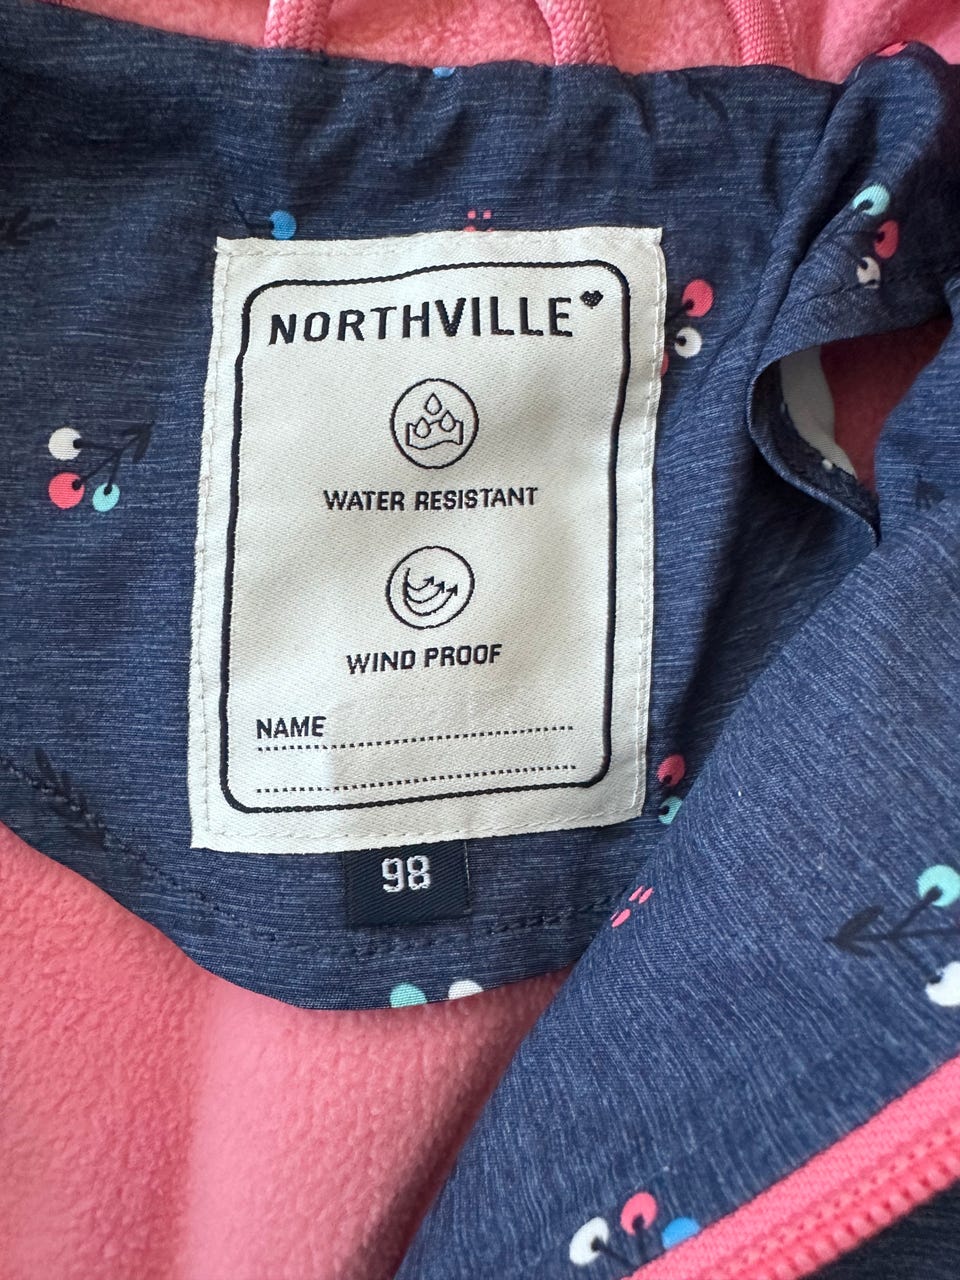 NORTHVILLE
WATER RESISTANT
WIND PROOF
NAME
98